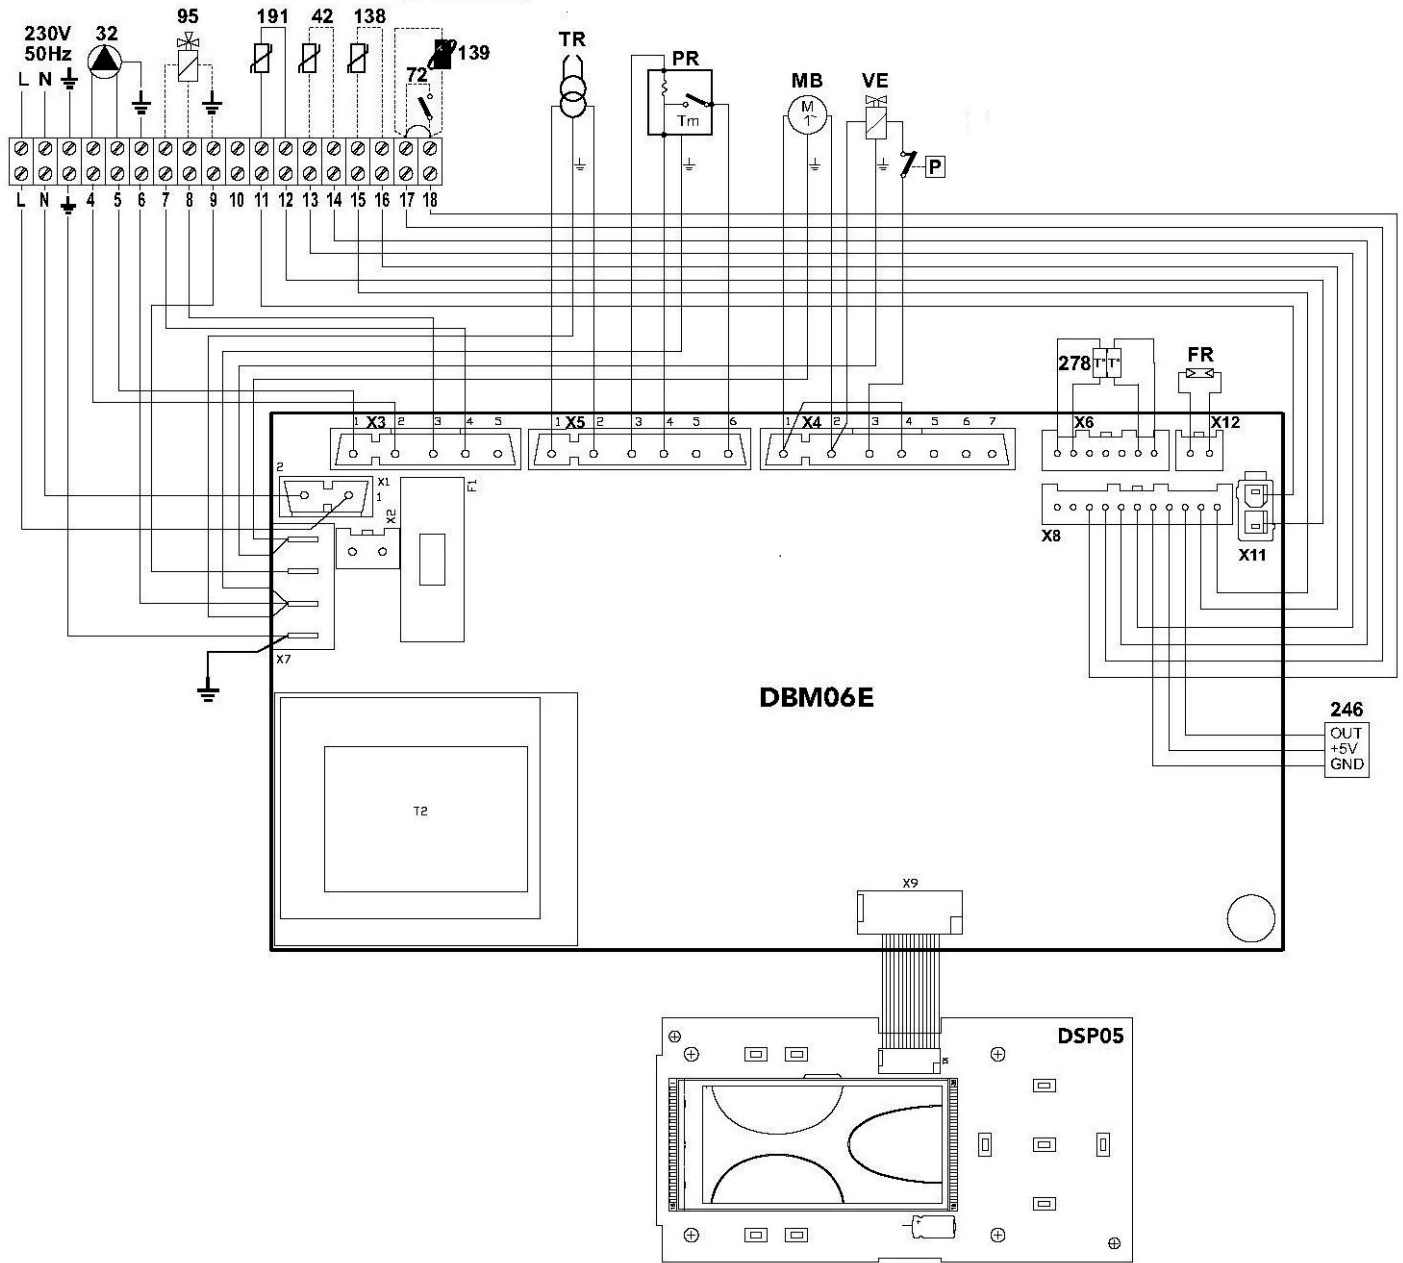 230V 32 95 191 42 138
50Hz 139
L N 72
TR PR MB VE
Tm M
1~ P
L N 4 5 6 7 8 9 10 11 12 13 14 15 16 17 18
278 T° T° FR
1 X3 2 3 4 5 1 X5 2 3 4 5 6 1 X4 2 3 4 5 6 7 X6 X12
2 X1 1 F1
X2
X8 X11
X7
DBM06E
246
OUT
+5V
GND
T2
X9
DSP05